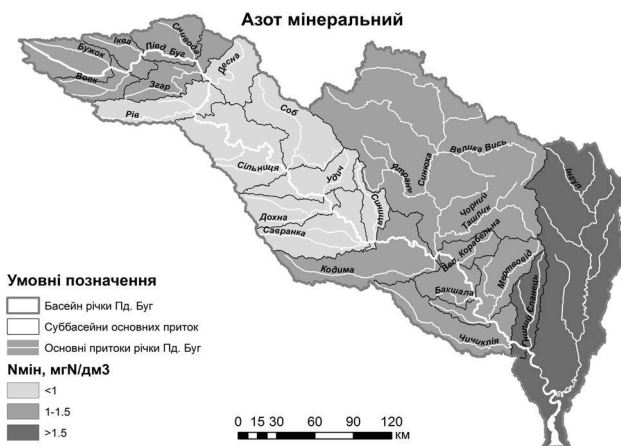 Азот мінеральний
Снивода
Іква
Півд. Буг
Бужок
Десна
Вовк
Згар
Рів
Соб
Велика Вись
Сільниця
Удич
Ятрань
Синюха
Інгул
Синиця
Чорний
Ташлик
Дохна
Савранка
Вел. Корабельна
Мертвовід
Кодима
Бакшала
Гнилий Єланець
Чичиклія
Умовні позначення
Басейн річки Пд. Буг
Суббасейни основних приток
Основні притоки річки Пд. Буг
Nмін, мгN/дм3
<1
1-1.5
>1.5
0 15 30 60 90 120
км